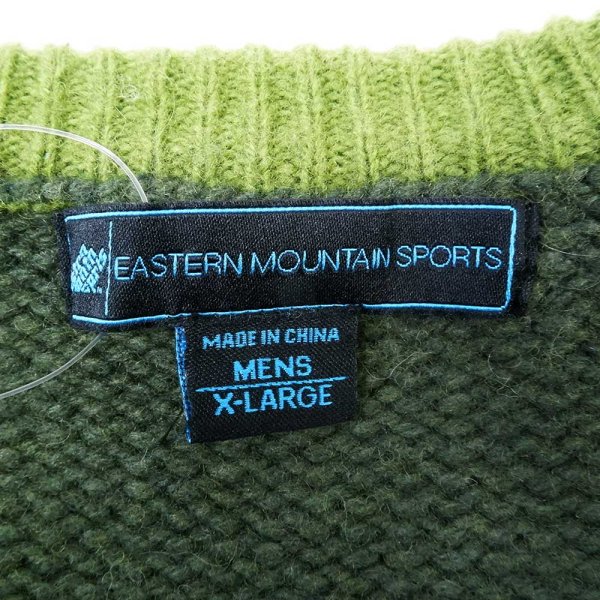 EASTERN MOUNTAIN SPORTS
MADE IN CHINA
MENS
X-LARGE